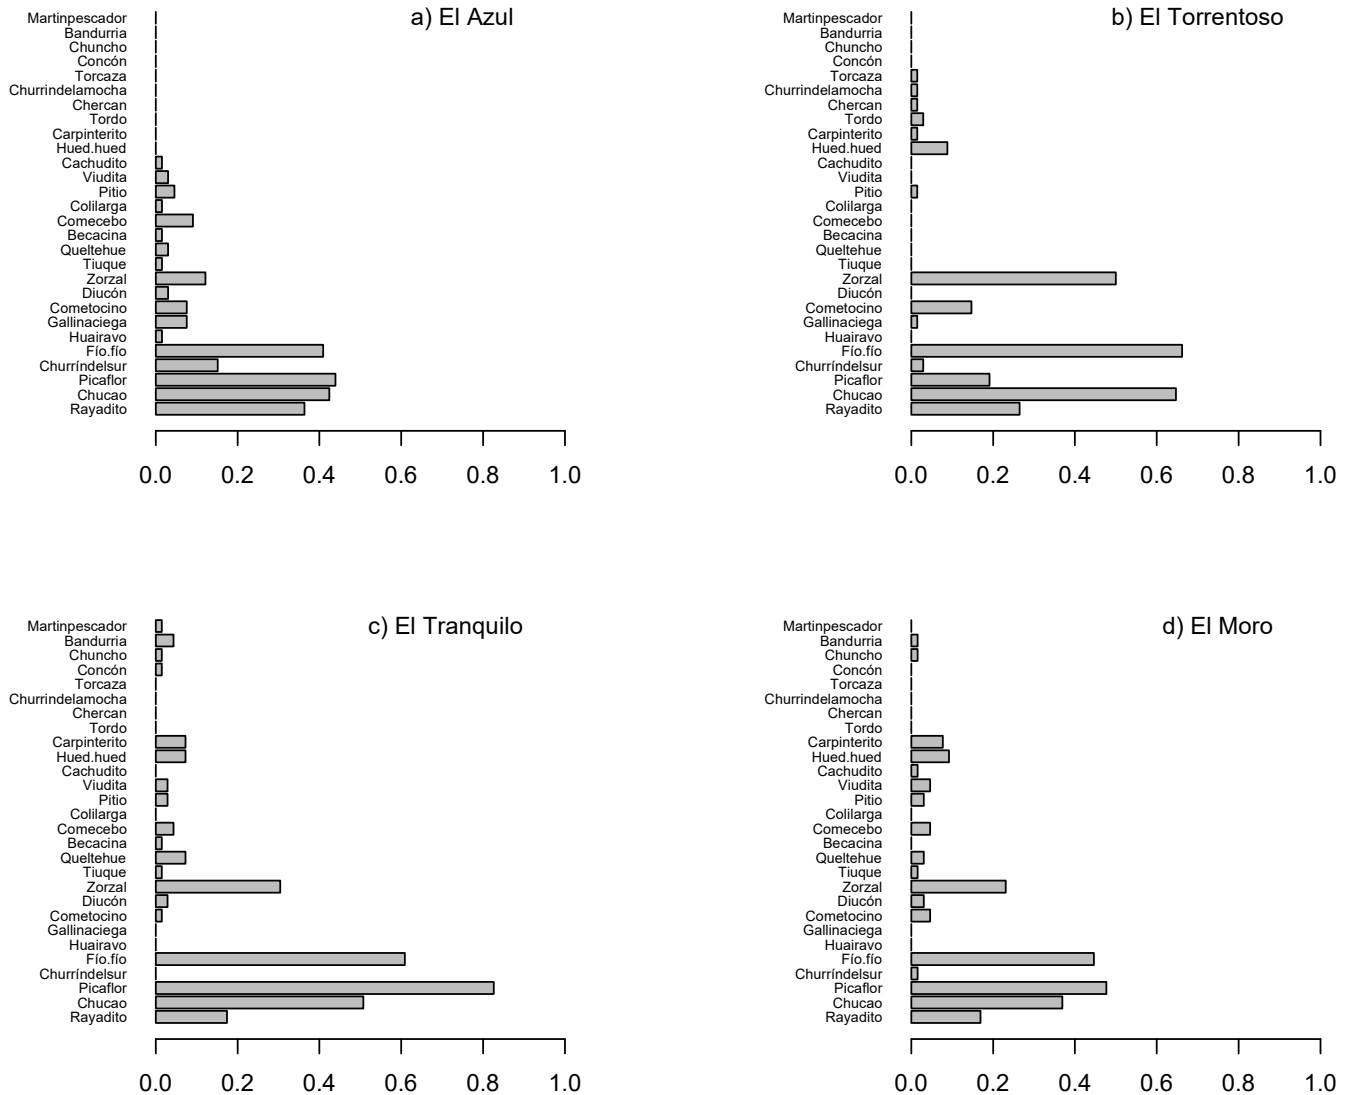 a) El Azul
Martinpescador
Bandurria
Chuncho
Concón
Torcaza
Churrindelamocha
Chercan
Tordo
Carpinterito
Hued.hued
Cachudito
Viudita
Pitio
Colilarga
Comecebo
Becacina
Queltehue
Tiuque
Zorzal
Diucón
Cometocino
Gallinaciega
Huairavo
Fío.fío
Churríndelsur
Picaflor
Chucao
Rayadito
0.0 0.2 0.4 0.6 0.8 1.0
b) El Torrentoso
Martinpescador
Bandurria
Chuncho
Concón
Torcaza
Churrindelamocha
Chercan
Tordo
Carpinterito
Hued.hued
Cachudito
Viudita
Pitio
Colilarga
Comecebo
Becacina
Queltehue
Tiuque
Zorzal
Diucón
Cometocino
Gallinaciega
Huairavo
Fío.fío
Churríndelsur
Picaflor
Chucao
Rayadito
0.0 0.2 0.4 0.6 0.8 1.0
c) El Tranquilo
Martinpescador
Bandurria
Chuncho
Concón
Torcaza
Churrindelamocha
Chercan
Tordo
Carpinterito
Hued.hued
Cachudito
Viudita
Pitio
Colilarga
Comecebo
Becacina
Queltehue
Tiuque
Zorzal
Diucón
Cometocino
Gallinaciega
Huairavo
Fío.fío
Churríndelsur
Picaflor
Chucao
Rayadito
0.0 0.2 0.4 0.6 0.8 1.0
d) El Moro
Martinpescador
Bandurria
Chuncho
Concón
Torcaza
Churrindelamocha
Chercan
Tordo
Carpinterito
Hued.hued
Cachudito
Viudita
Pitio
Colilarga
Comecebo
Becacina
Queltehue
Tiuque
Zorzal
Diucón
Cometocino
Gallinaciega
Huairavo
Fío.fío
Churríndelsur
Picaflor
Chucao
Rayadito
0.0 0.2 0.4 0.6 0.8 1.0